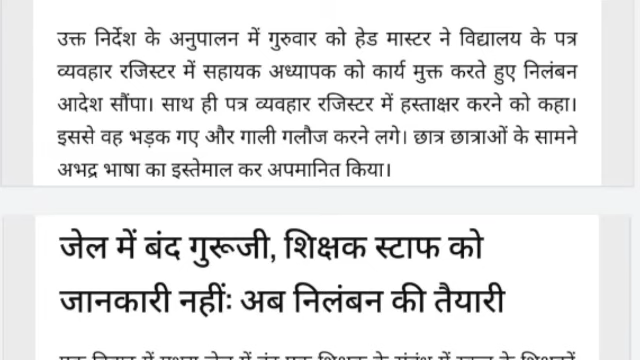 उक्त निर्देश के अनुपालन में गुरुवार को हेड मास्टर ने विद्यालय के पत्र
व्यवहार रजिस्टर में सहायक अध्यापक को कार्य मुक्त करते हुए निलंबन
आदेश सौंपा। साथ ही पत्र व्यवहार रजिस्टर में हस्ताक्षर करने को कहा।
इससे वह भड़क गए और गाली गलौज करने लगे। छात्र छात्राओं के सामने
अभद्र भाषा का इस्तेमाल कर अपमानित किया।
जेल में बंद गुरूजी, शिक्षक स्टाफ को
जानकारी नहीं: अब निलंबन की तैयारी